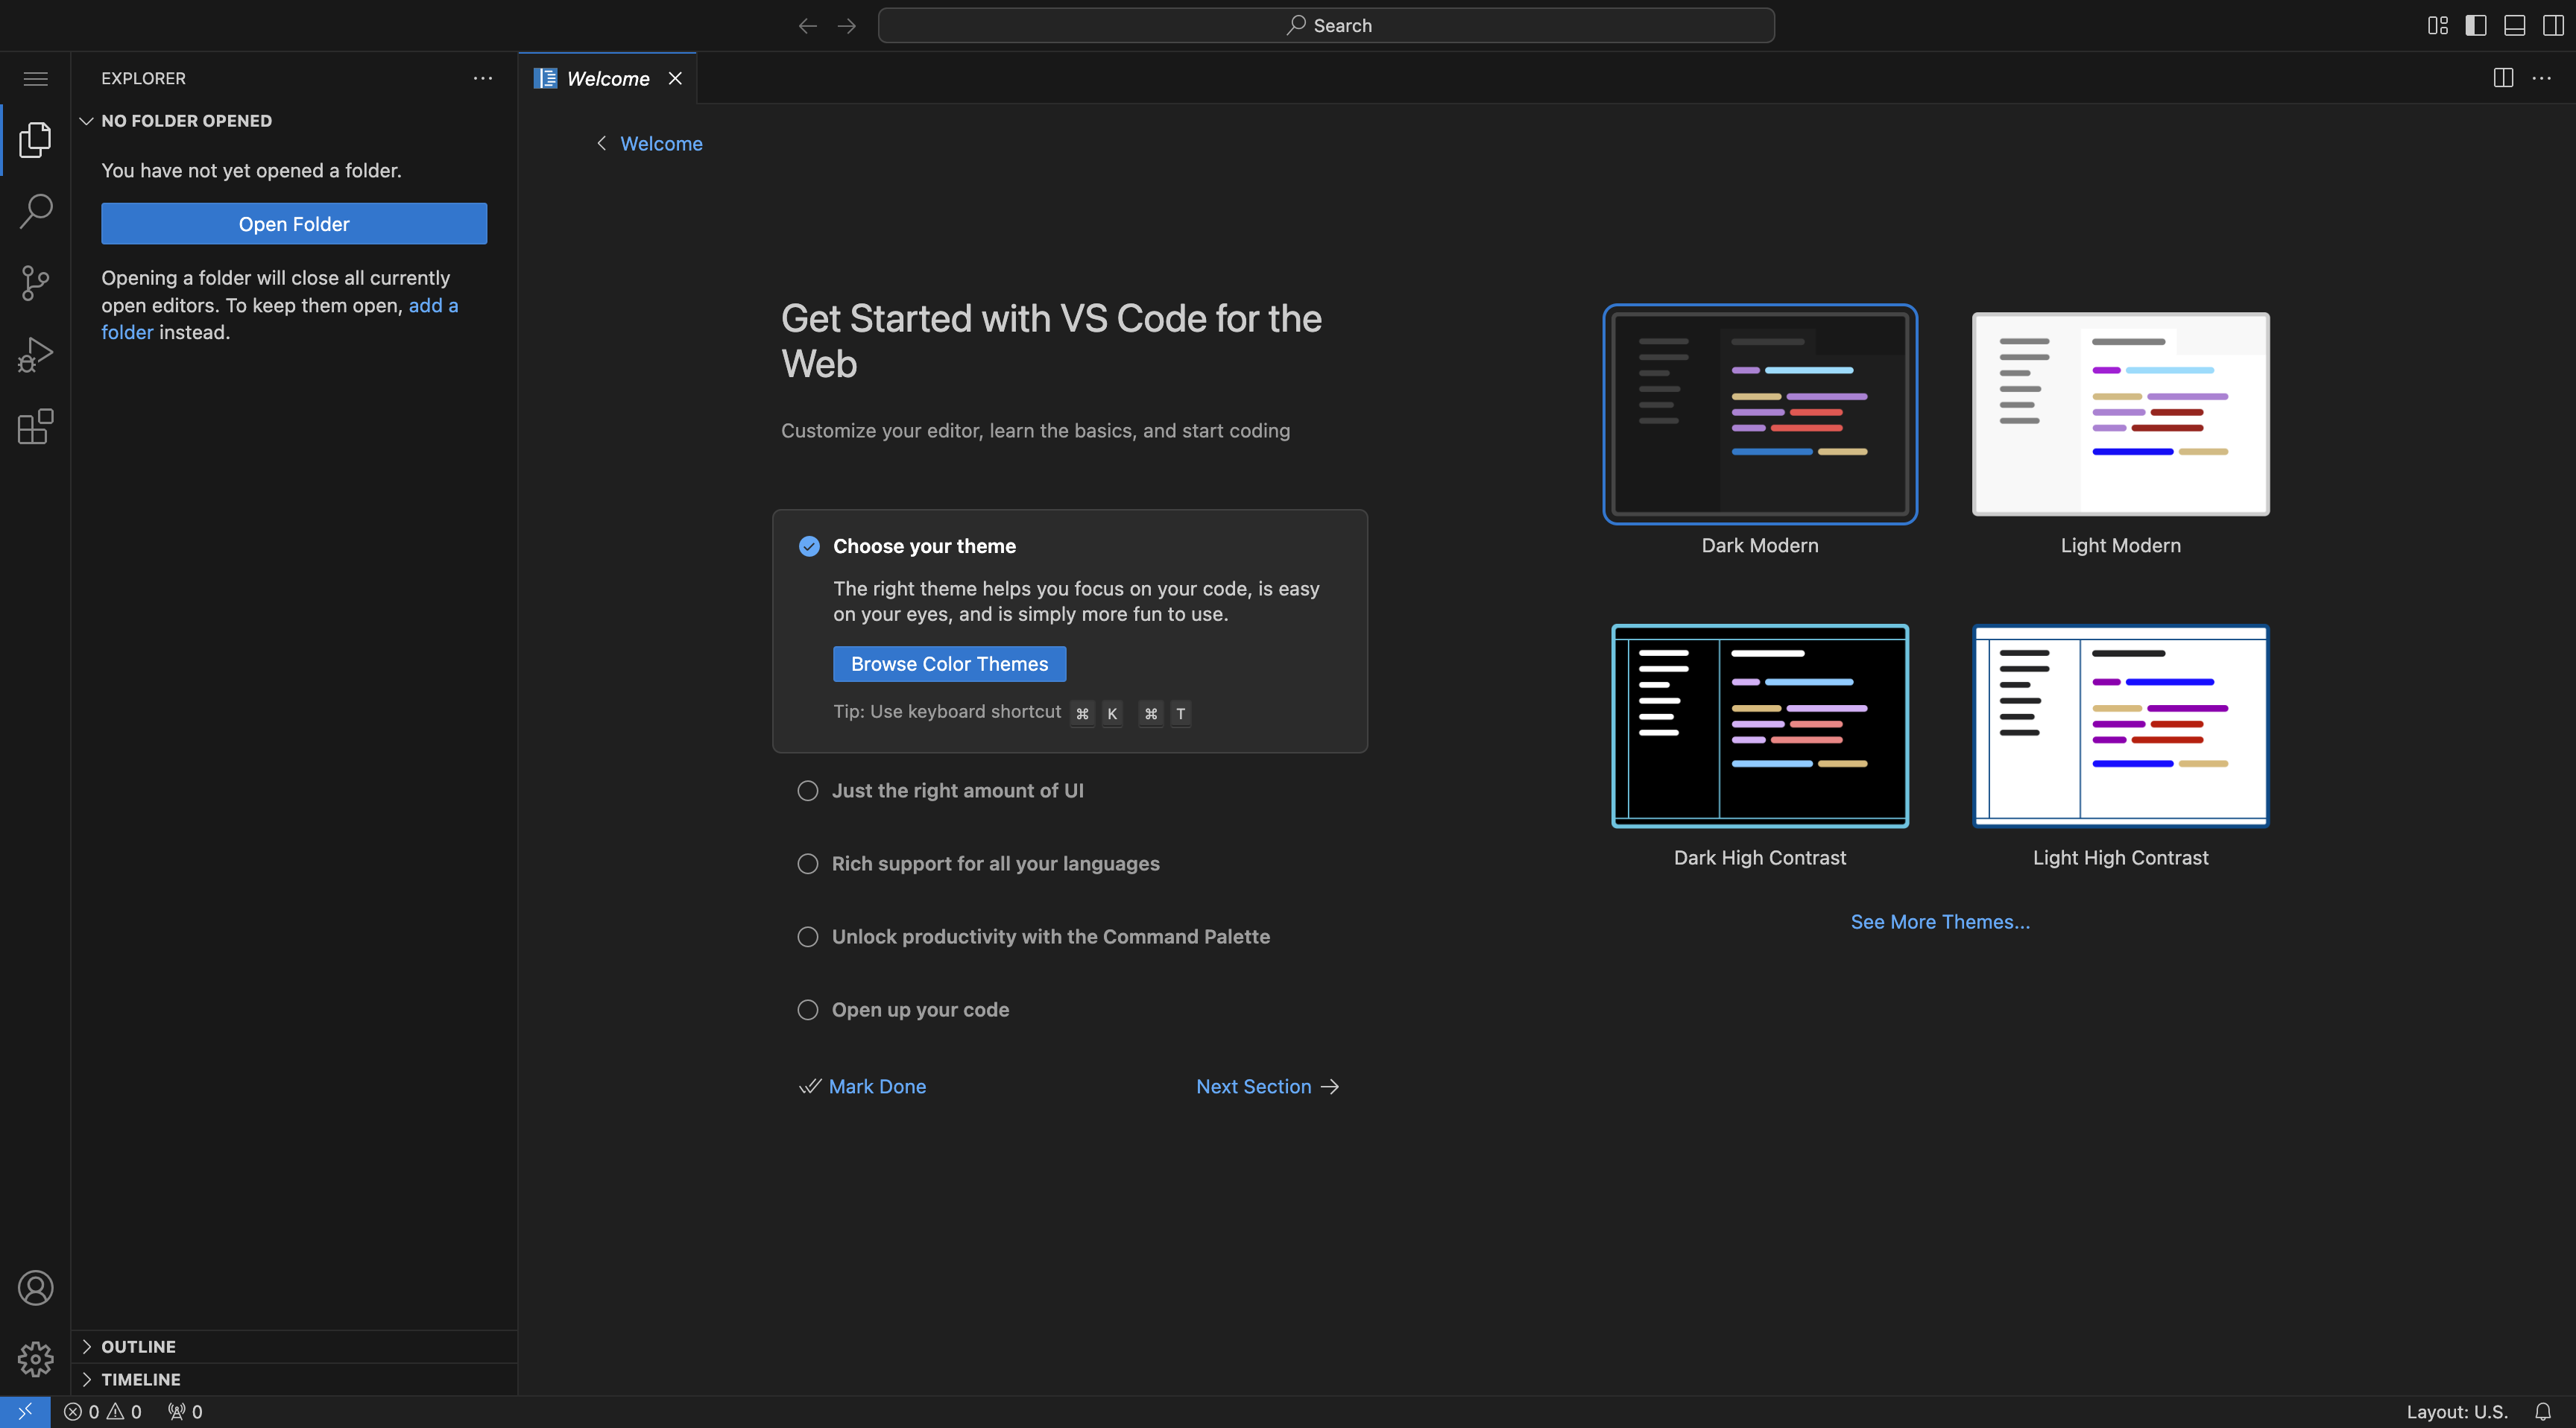 Search
EXPLORER
NO FOLDER OPENED
You have not yet opened a folder.
Open Folder
Opening a folder will close all currently
open editors. To keep them open, add a
folder instead.
OUTLINE
TIMELINE
Welcome
Welcome
Get Started with VS Code for the
Web
Customize your editor, learn the basics, and start coding
Choose your theme
The right theme helps you focus on your code, is easy
on your eyes, and is simply more fun to use.
Browse Color Themes
Tip: Use keyboard shortcut ⌘ K ⌘ T
Just the right amount of UI
Rich support for all your languages
Unlock productivity with the Command Palette
Open up your code
Mark Done
Next Section
Dark Modern
Light Modern
Dark High Contrast
Light High Contrast
See More Themes...
0 0 0
Layout: U.S.